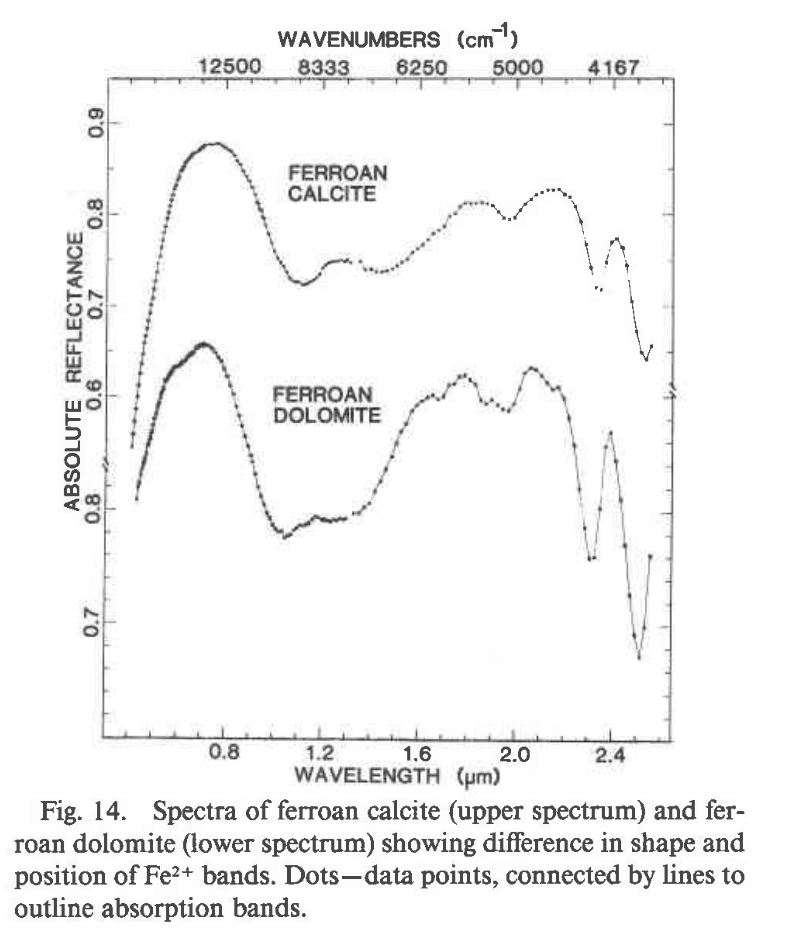 WAVENUMBERS (cm⁻¹)
12500 8333 6250 5000 4167
0.9
FERROAN
CALCITE
0.8
ABSOLUTE REFLECTANCE
0.7
FERROAN
DOLOMITE
0.6
0.8
0.7
0.8 1.2 1.6 2.0 2.4
WAVELENGTH (μm)
Fig. 14. Spectra of ferroan calcite (upper spectrum) and fer-
roan dolomite (lower spectrum) showing difference in shape and
position of Fe²⁺ bands. Dots—data points, connected by lines to
outline absorption bands.